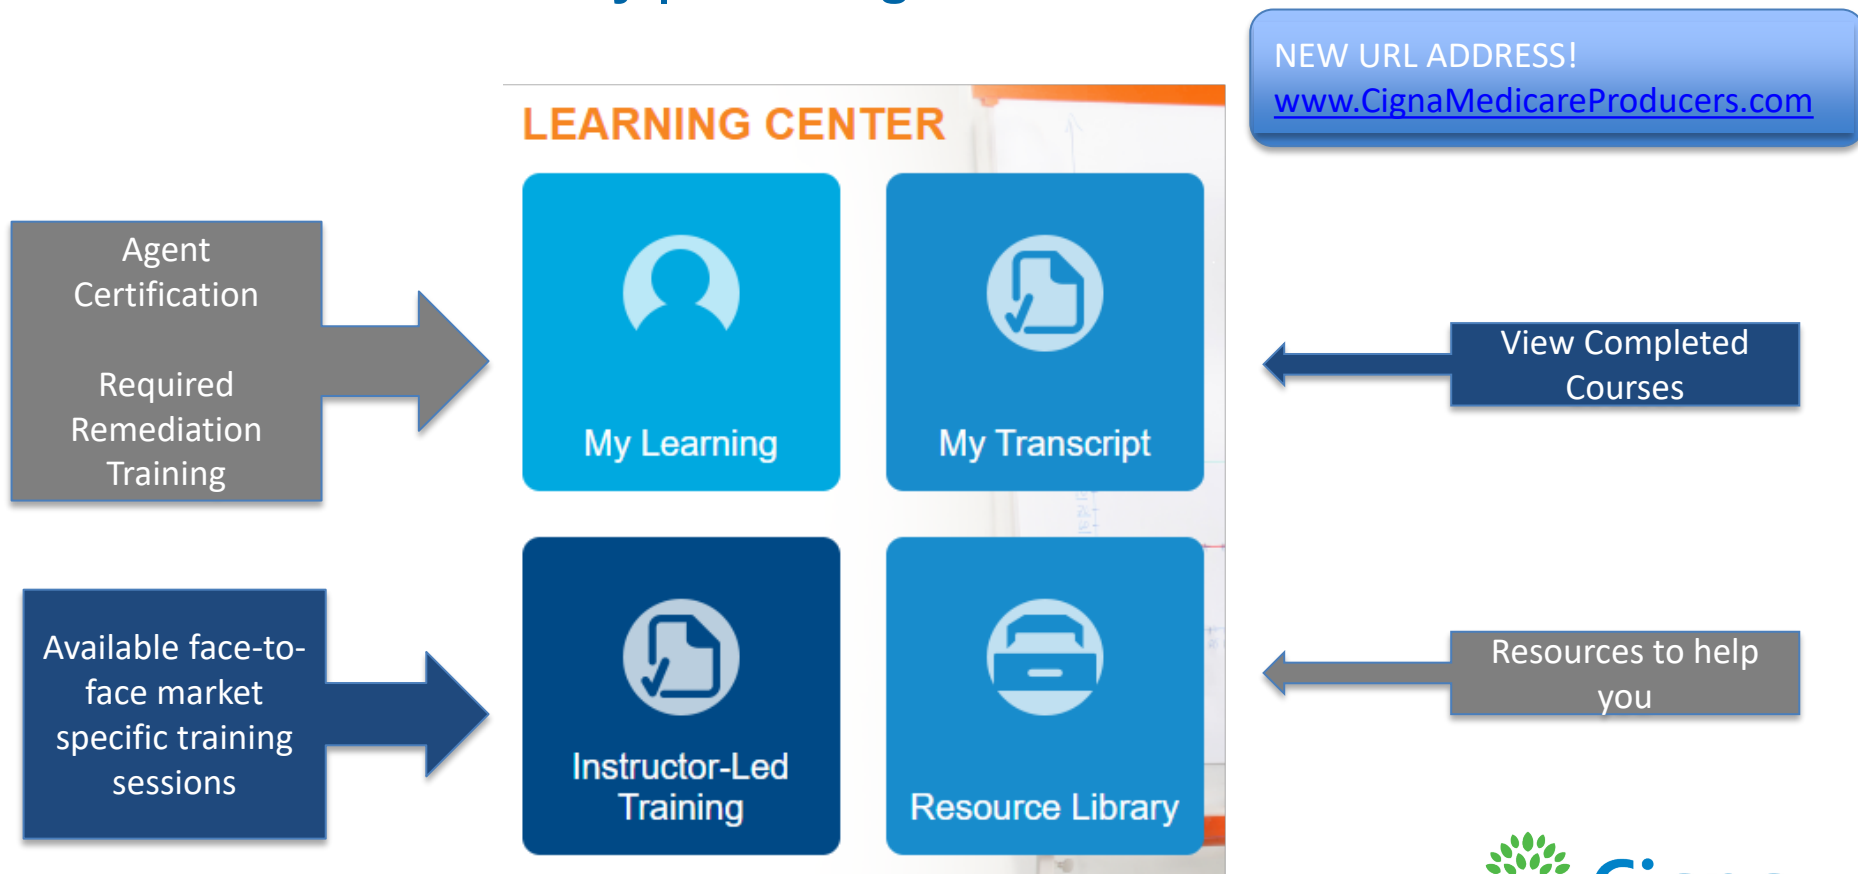 NEW URL ADDRESS!
www.CignaMedicareProducers.com
LEARNING CENTER
Agent
Certification
Required
Remediation
Training
My Learning
My Transcript
View Completed
Courses
Available face-to-
face market
specific training
sessions
Instructor-Led
Training
Resource Library
Resources to help
you